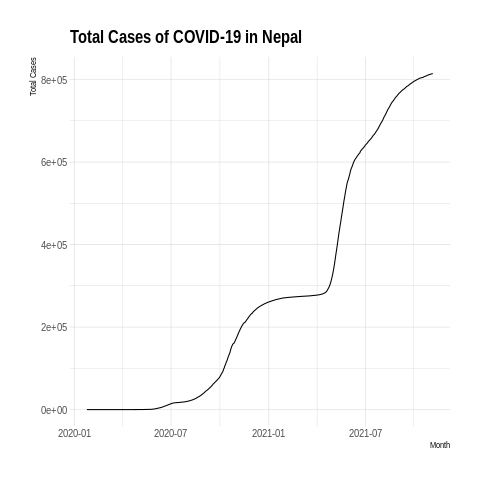 Total Cases of COVID-19 in Nepal
Total Cases
8e+05
6e+05
4e+05
2e+05
0e+00
2020-01 2020-07 2021-01 2021-07
Month